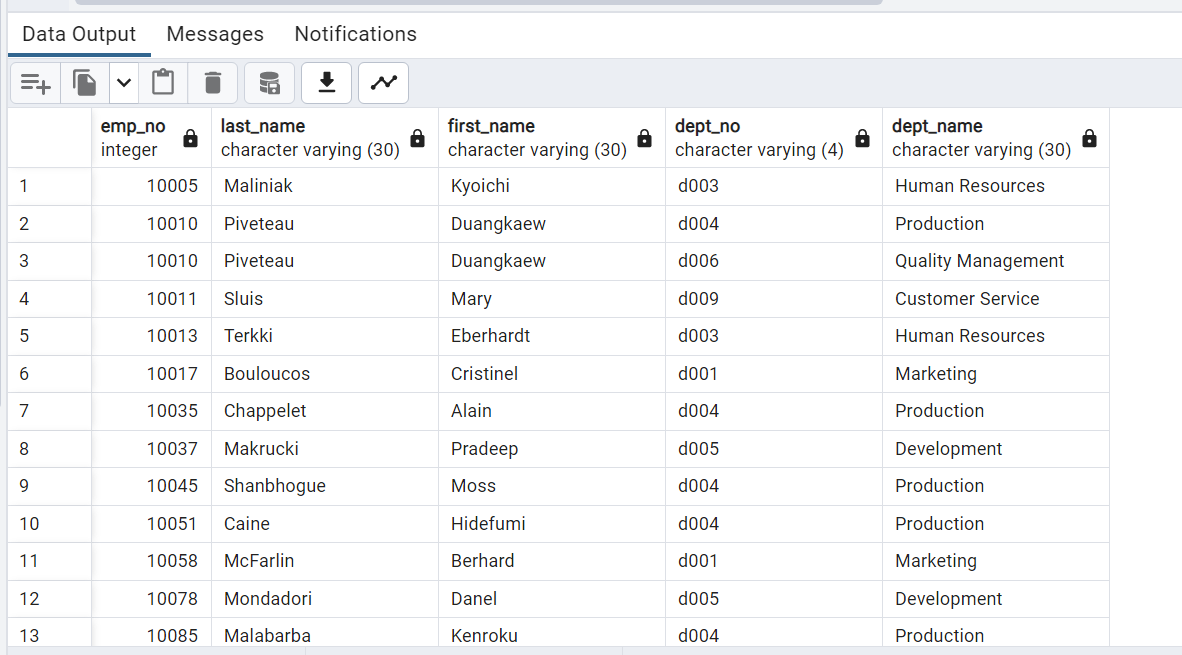 Data Output Messages Notifications
emp_no last_name first_name dept_no dept_name
integer character varying (30) character varying (30) character varying (4) character varying (30)
1 10005 Maliniak Kyoichi d003 Human Resources
2 10010 Piveteau Duangkaew d004 Production
3 10010 Piveteau Duangkaew d006 Quality Management
4 10011 Sluis Mary d009 Customer Service
5 10013 Terkki Eberhardt d003 Human Resources
6 10017 Bouloucos Cristinel d001 Marketing
7 10035 Chappelet Alain d004 Production
8 10037 Makrucki Pradeep d005 Development
9 10045 Shanbhogue Moss d004 Production
10 10051 Caine Hidefumi d004 Production
11 10058 McFarlin Berhard d001 Marketing
12 10078 Mondadori Danel d005 Development
13 10085 Malabarba Kenroku d004 Production